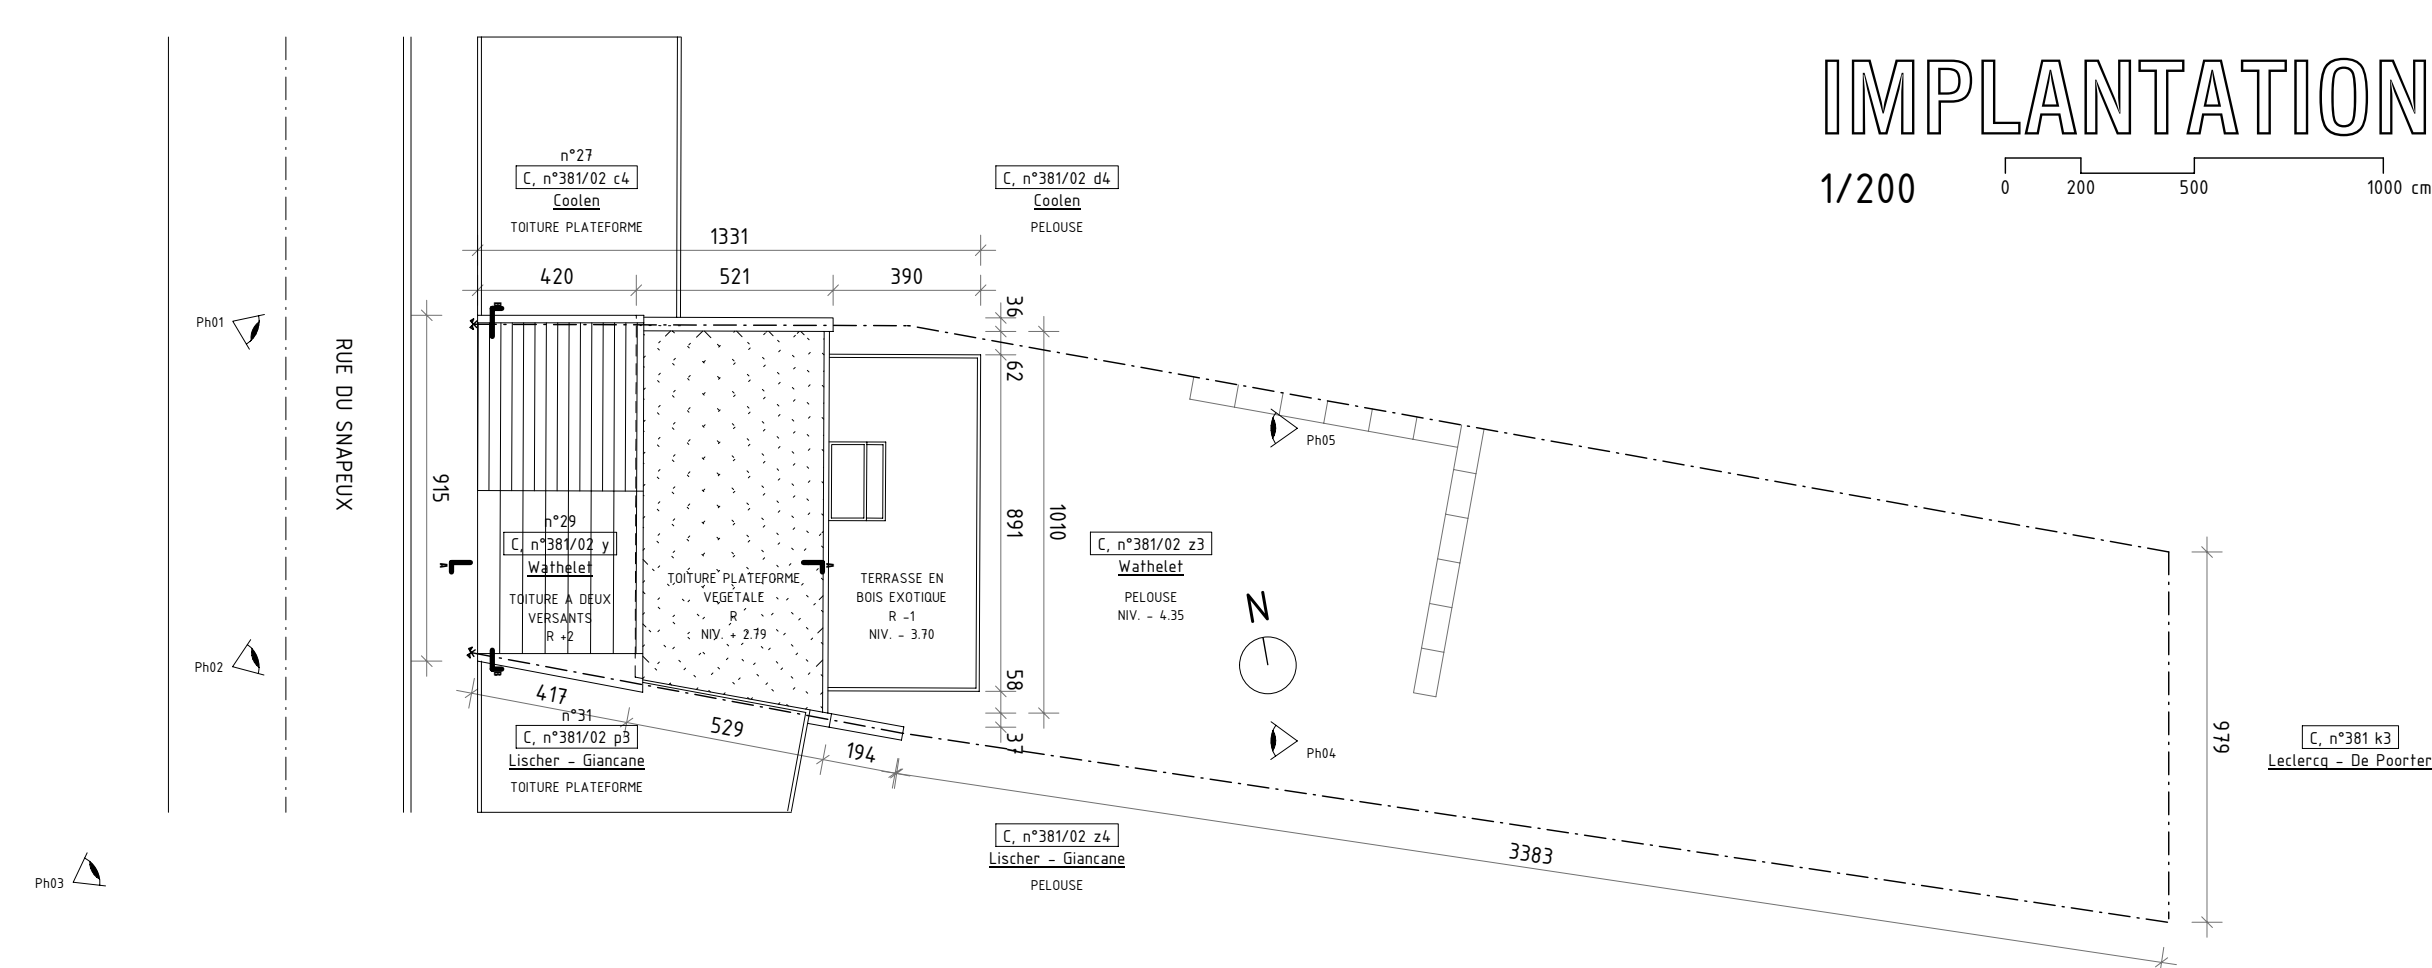 IMPLANTATION
1/200
0 200 500 1000 cm
n°27
C, n°381/02 c4
Coolen
TOITURE PLATEFORME
C, n°381/02 d4
Coolen
PELOUSE
1331
420
521
390
36
62
891
1010
58
37
915
RUE DU SNAPEUX
Ph01
Ph02
Ph03
Ph04
Ph05
n°29
C, n°381/02 y
Wathelet
TOITURE A DEUX
VERSANTS
R +2
TOITURE PLATEFORME
VEGETALE
R
NIV. + 2.79
TERRASSE EN
BOIS EXOTIQUE
R -1
NIV. - 3.70
C, n°381/02 z3
Wathelet
PELOUSE
NIV. - 4.35
N
417
529
194
3383
979
n°31
C, n°381/02 p3
Lischer - Giancane
TOITURE PLATEFORME
C, n°381/02 z4
Lischer - Giancane
PELOUSE
C, n°381 k3
Leclercq - De Poorter